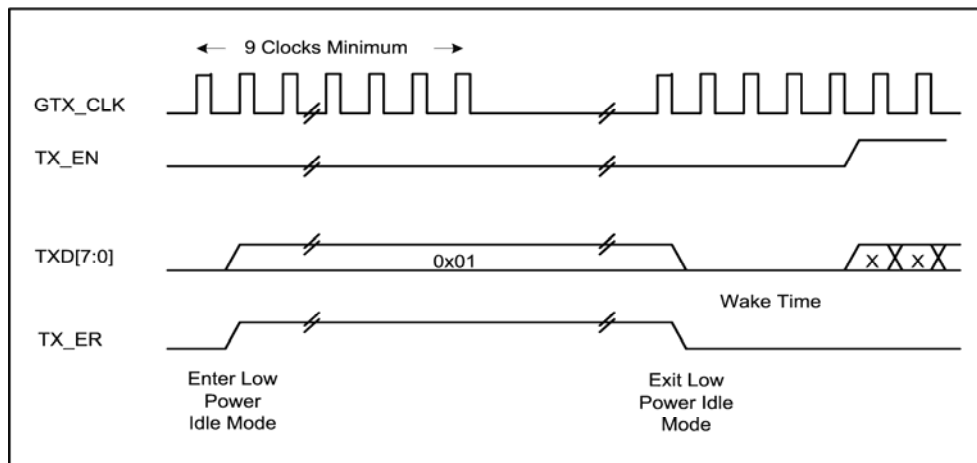 9 Clocks Minimum
GTX_CLK
TX_EN
TXD[7:0]
0x01
X X
Wake Time
TX_ER
Enter Low
Power
Idle Mode
Exit Low
Power Idle
Mode